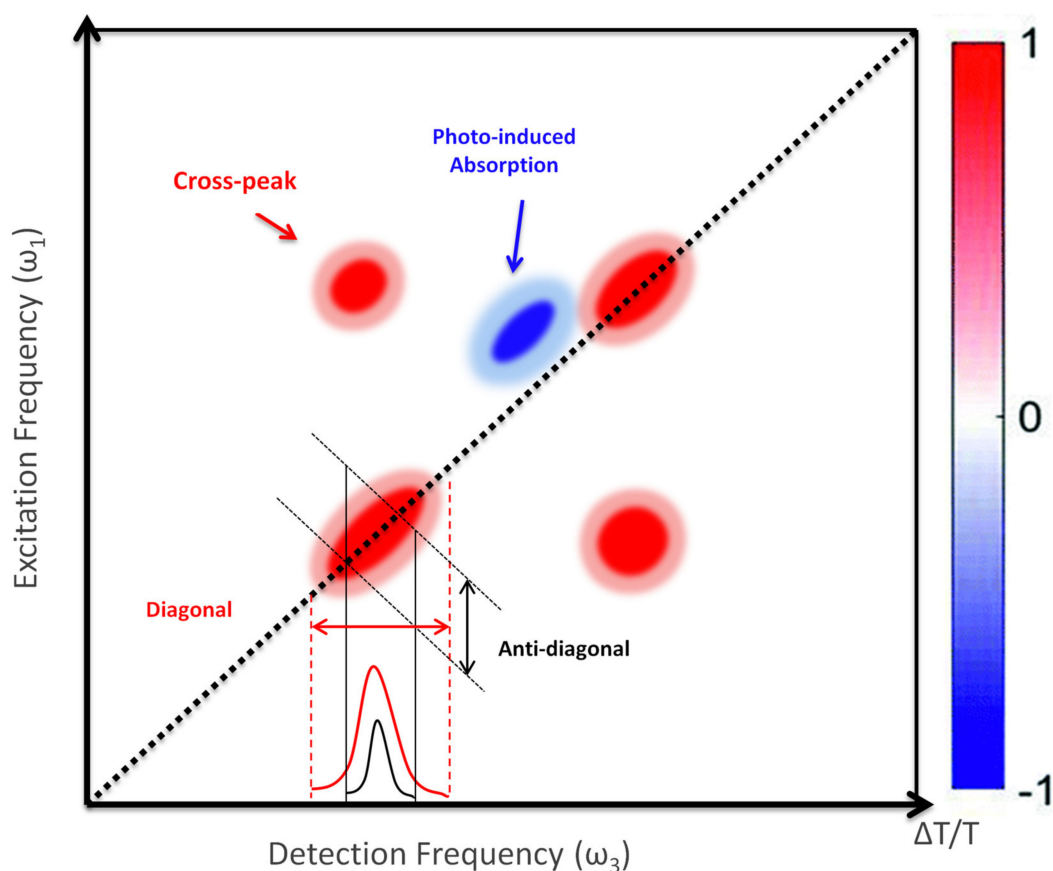 Photo-induced
Absorption
Cross-peak
Excitation Frequency (ω₁)
Diagonal
Anti-diagonal
Detection Frequency (ω₃)
1
0
-1
ΔT/T